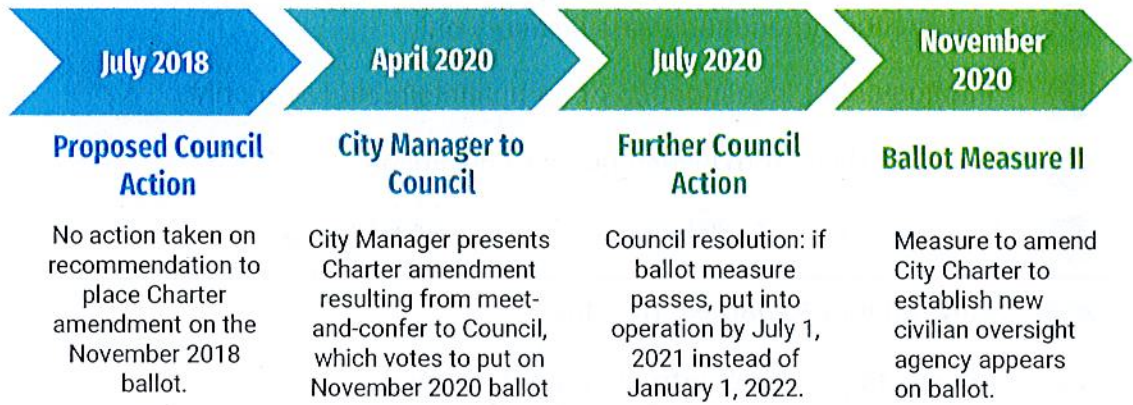 July 2018
Proposed Council
Action
No action taken on
recommendation to
place Charter
amendment on the
November 2018
ballot.
April 2020
City Manager to
Council
City Manager presents
Charter amendment
resulting from meet-
and-confer to Council,
which votes to put on
November 2020 ballot
July 2020
Further Council
Action
Council resolution: if
ballot measure
passes, put into
operation by July 1,
2021 instead of
January 1, 2022.
November
2020
Ballot Measure II
Measure to amend
City Charter to
establish new
civilian oversight
agency appears
on ballot.